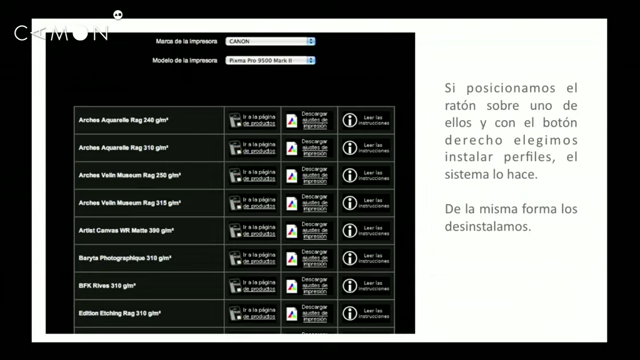 CAMON
Marca de la impresora CANON
Modelo de la impresora Pixma Pro 9500 Mark II
Arches Aquarelle Rag 240 g/m² Ir a la página de productos Descargar ajustes de impresión Leer las instrucciones
Arches Aquarelle Rag 310 g/m² Ir a la página de productos Descargar ajustes de impresión Leer las instrucciones
Arches Velin Museum Rag 250 g/m² Ir a la página de productos Descargar ajustes de impresión Leer las instrucciones
Arches Velin Museum Rag 315 g/m² Ir a la página de productos Descargar ajustes de impresión Leer las instrucciones
Artist Canvas WR Matte 390 g/m² Ir a la página de productos Descargar ajustes de impresión Leer las instrucciones
Baryta Photographique 310 g/m² Ir a la página de productos Descargar ajustes de impresión Leer las instrucciones
BFK Rives 310 g/m² Ir a la página de productos Descargar ajustes de impresión Leer las instrucciones
Edition Etching Rag 310 g/m² Ir a la página de productos Descargar ajustes de impresión Leer las instrucciones
Si posicionamos el
ratón sobre uno de
ellos y con el botón
derecho elegimos
instalar perfiles, el
sistema lo hace.
De la misma forma los
desinstalamos.